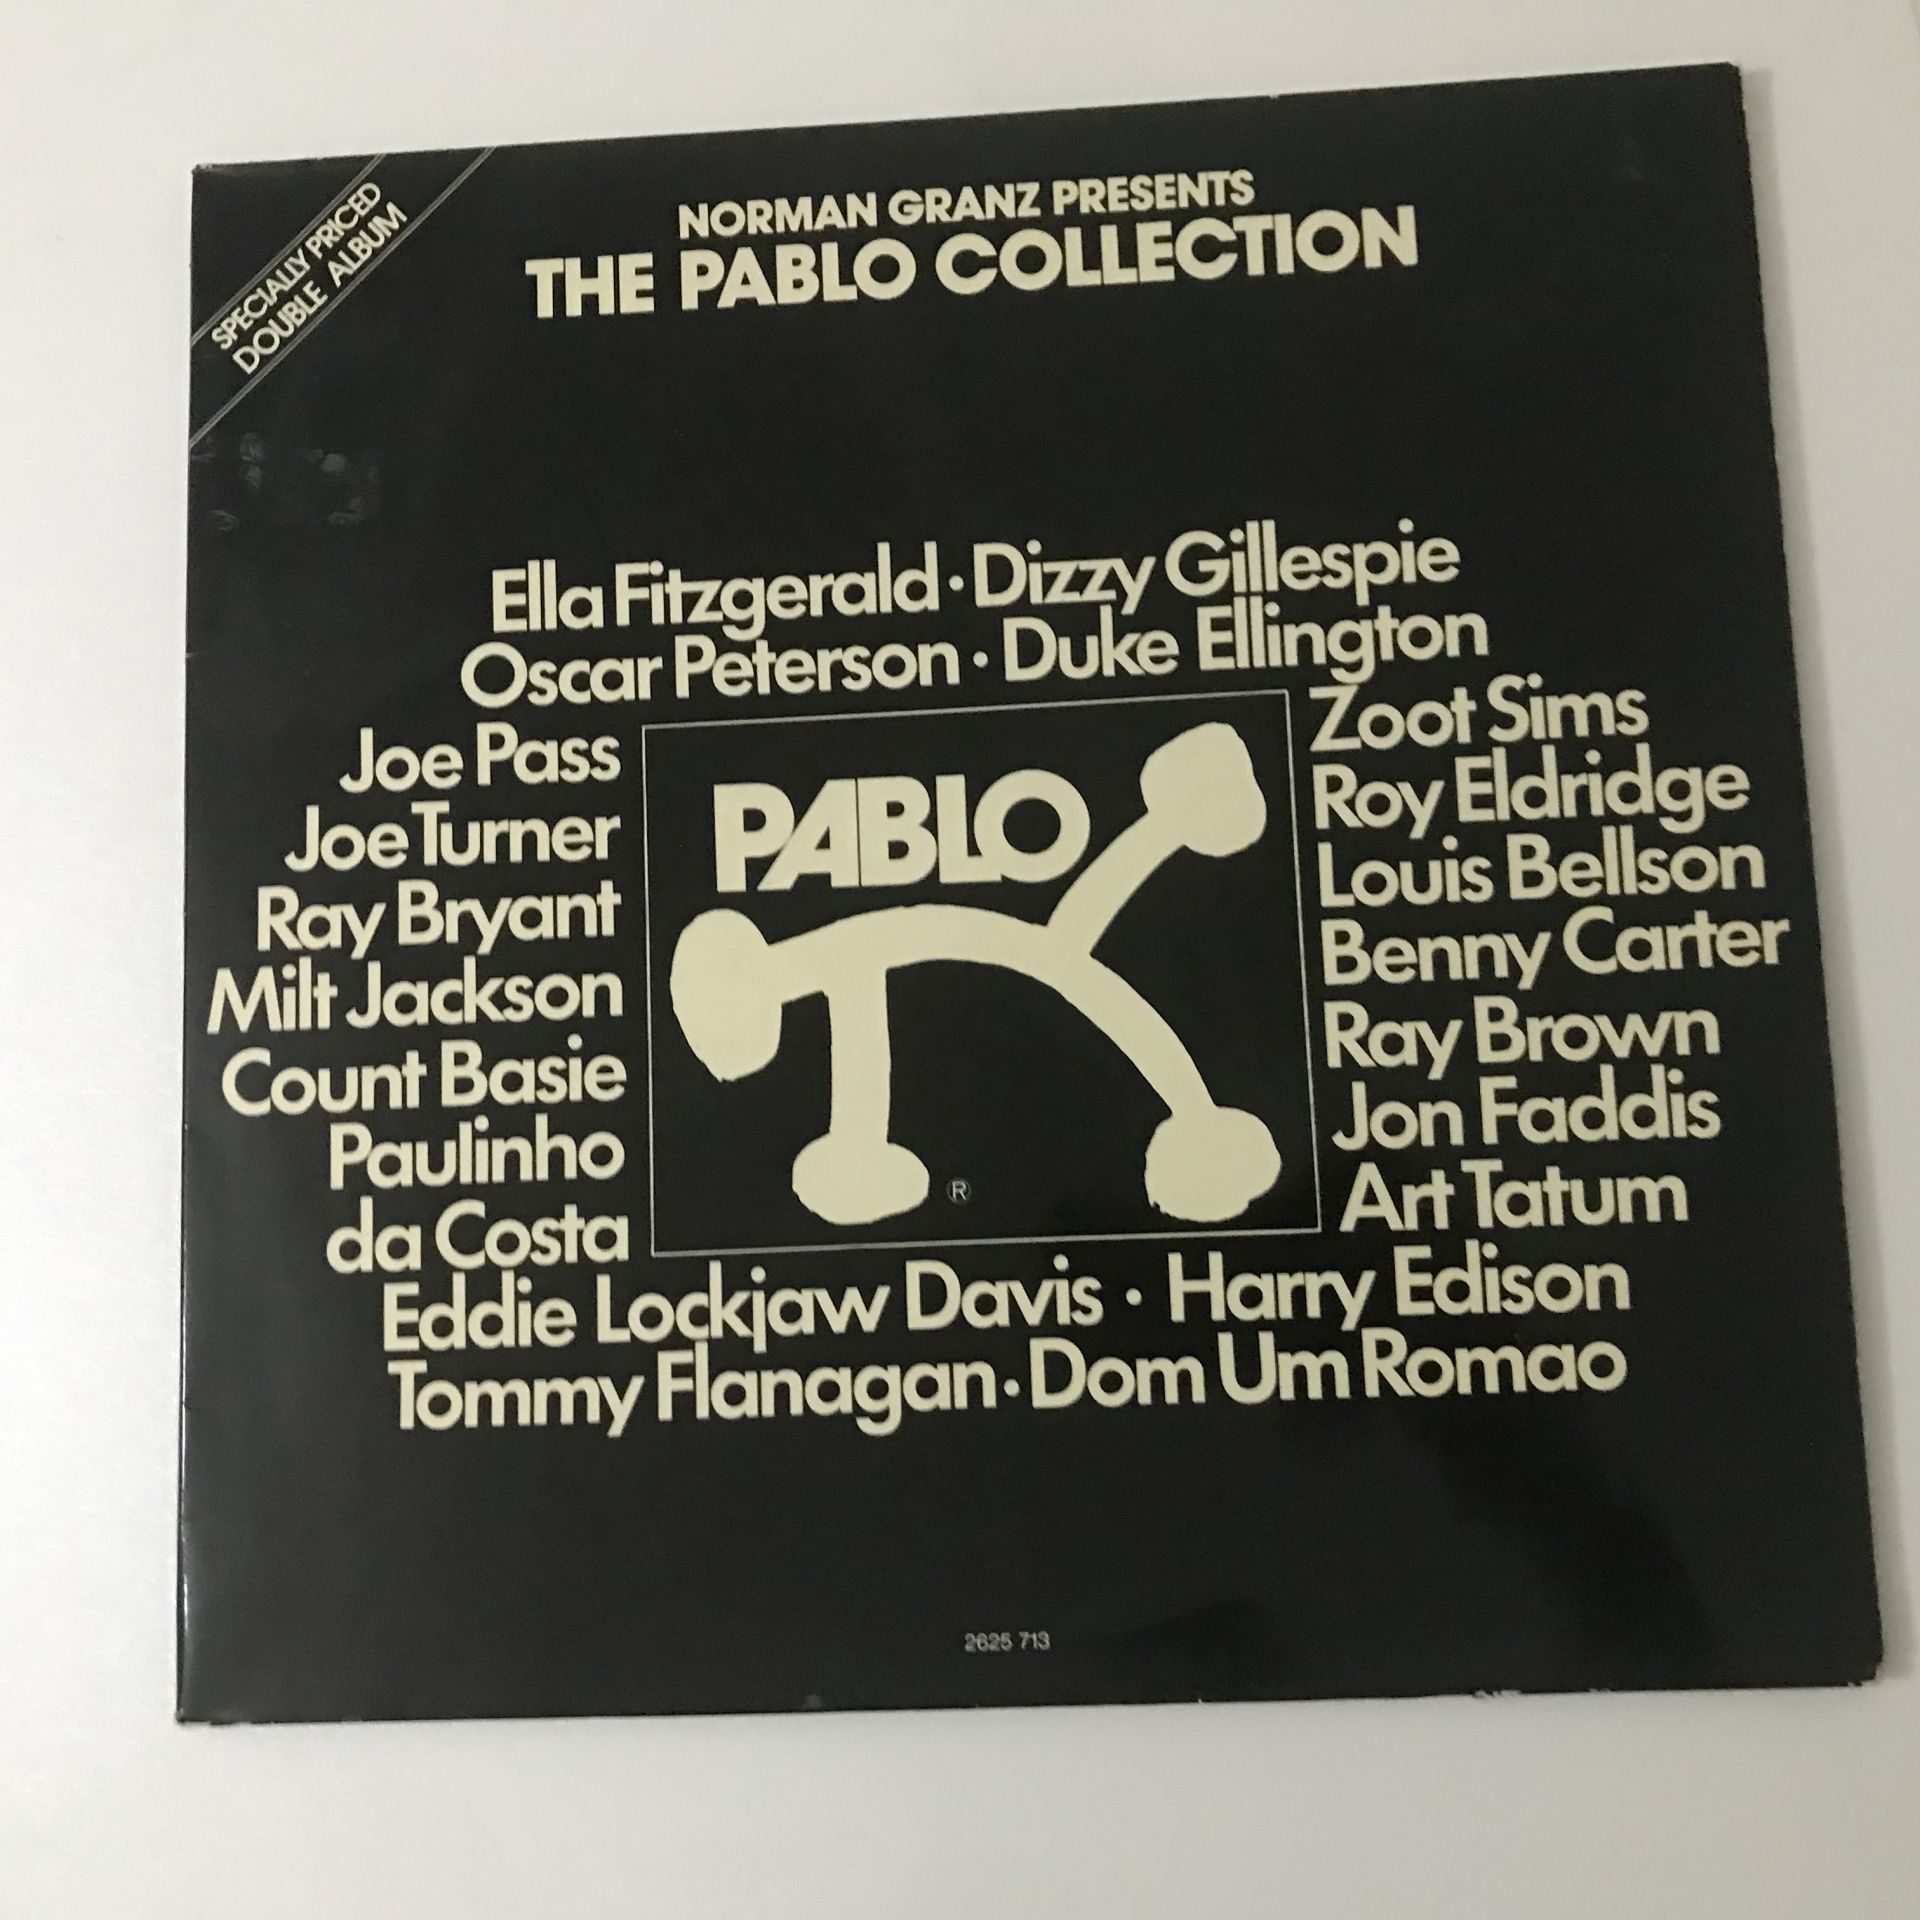 SPECIALLY PRICED
DOUBLE ALBUM
NORMAN GRANZ PRESENTS
THE PABLO COLLECTION
Ella Fitzgerald · Dizzy Gillespie
Oscar Peterson · Duke Ellington
Joe Pass
Joe Turner
Ray Bryant
Milt Jackson
Count Basie
Paulinho
da Costa
PABLO
®
Zoot Sims
Roy Eldridge
Louis Bellson
Benny Carter
Ray Brown
Jon Faddis
Art Tatum
Eddie Lockjaw Davis · Harry Edison
Tommy Flanagan · Dom Um Romao
2625 713